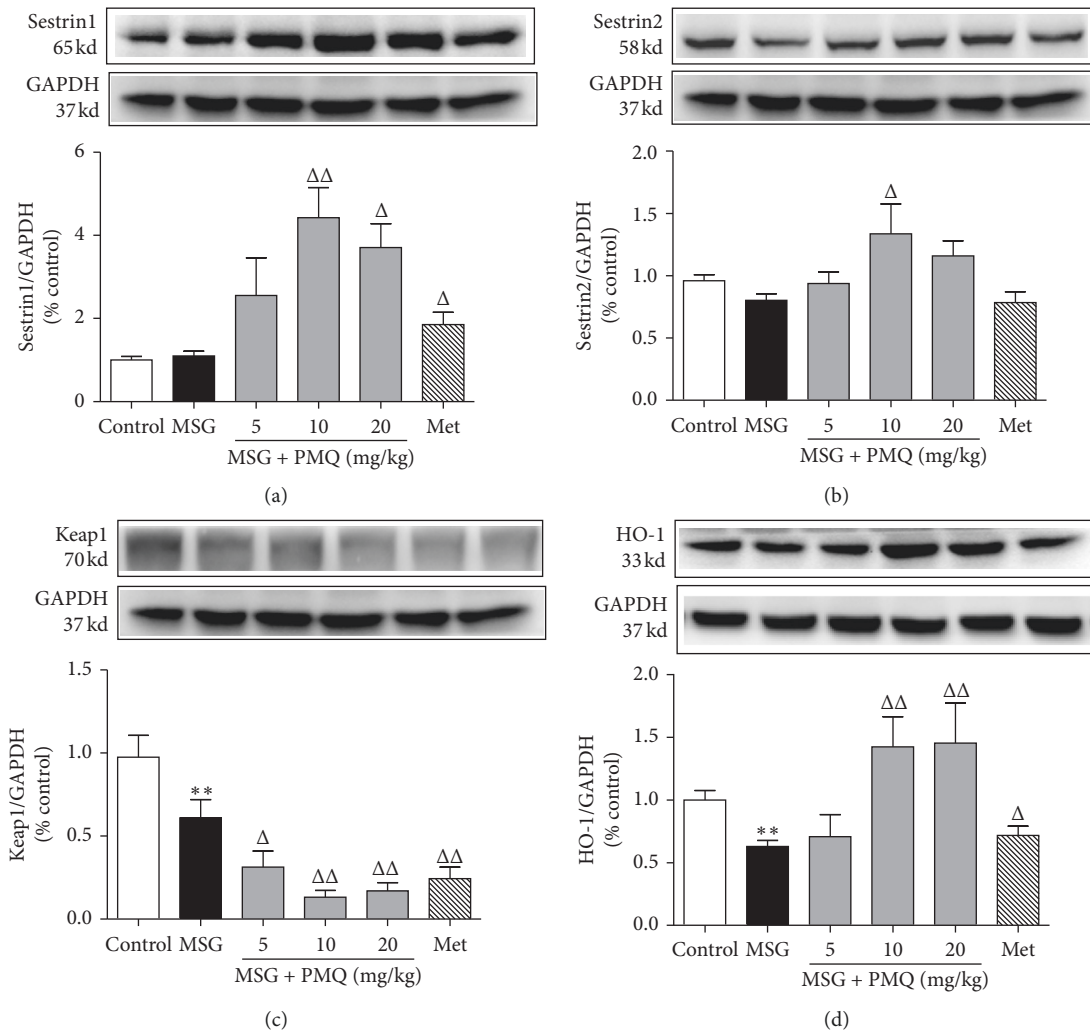 Sestrin1
65 kd
GAPDH
37 kd
Sestrin1/GAPDH
(% control)
6
4
2
0
ΔΔ
Δ
Δ
Control MSG 5 10 20 Met
MSG + PMQ (mg/kg)
(a)
Sestrin2
58 kd
GAPDH
37 kd
Sestrin2/GAPDH
(% control)
2.0
1.5
1.0
0.5
0.0
Δ
Control MSG 5 10 20 Met
MSG + PMQ (mg/kg)
(b)
Keap1
70 kd
GAPDH
37 kd
Keap1/GAPDH
(% control)
1.5
1.0
0.5
0.0
**
Δ
ΔΔ
ΔΔ
ΔΔ
Control MSG 5 10 20 Met
MSG + PMQ (mg/kg)
(c)
HO-1
33 kd
GAPDH
37 kd
HO-1/GAPDH
(% control)
2.0
1.5
1.0
0.5
0.0
**
ΔΔ
ΔΔ
Δ
Control MSG 5 10 20 Met
MSG + PMQ (mg/kg)
(d)